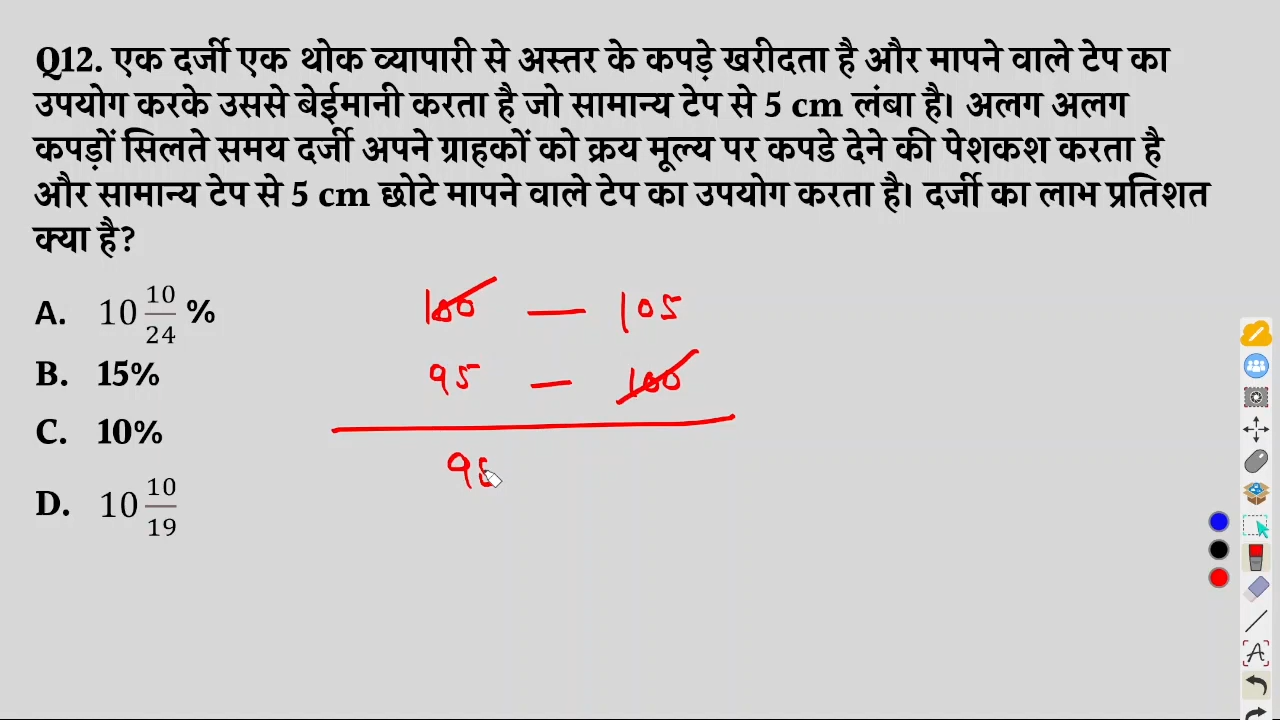 Q12. एक दर्जी एक थोक व्यापारी से अस्तर के कपड़े खरीदता है और मापने वाले टेप का
उपयोग करके उससे बेईमानी करता है जो सामान्य टेप से 5 cm लंबा है। अलग अलग
कपड़ों सिलते समय दर्जी अपने ग्राहकों को क्रय मूल्य पर कपडे देने की पेशकश करता है
और सामान्य टेप से 5 cm छोटे मापने वाले टेप का उपयोग करता है। दर्जी का लाभ प्रतिशत
क्या है?
A. 10 10/24 %
100 — 105
B. 15%
95 — 100
C. 10%
95
D. 10 10/19